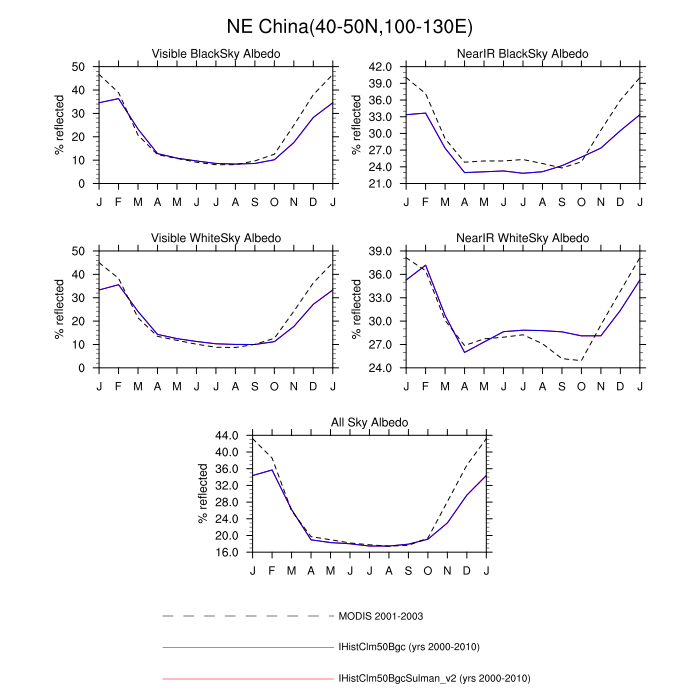 NE China(40-50N,100-130E)
Visible BlackSky Albedo
% reflected
50
40
30
20
10
0
J F M A M J J A S O N D J
NearIR BlackSky Albedo
% reflected
42.0
39.0
36.0
33.0
30.0
27.0
24.0
21.0
J F M A M J J A S O N D J
Visible WhiteSky Albedo
% reflected
50
40
30
20
10
0
J F M A M J J A S O N D J
NearIR WhiteSky Albedo
% reflected
39.0
36.0
33.0
30.0
27.0
24.0
J F M A M J J A S O N D J
All Sky Albedo
% reflected
44.0
40.0
36.0
32.0
28.0
24.0
20.0
16.0
J F M A M J J A S O N D J
MODIS 2001-2003
IHistClm50Bgc (yrs 2000-2010)
IHistClm50BgcSulman_v2 (yrs 2000-2010)